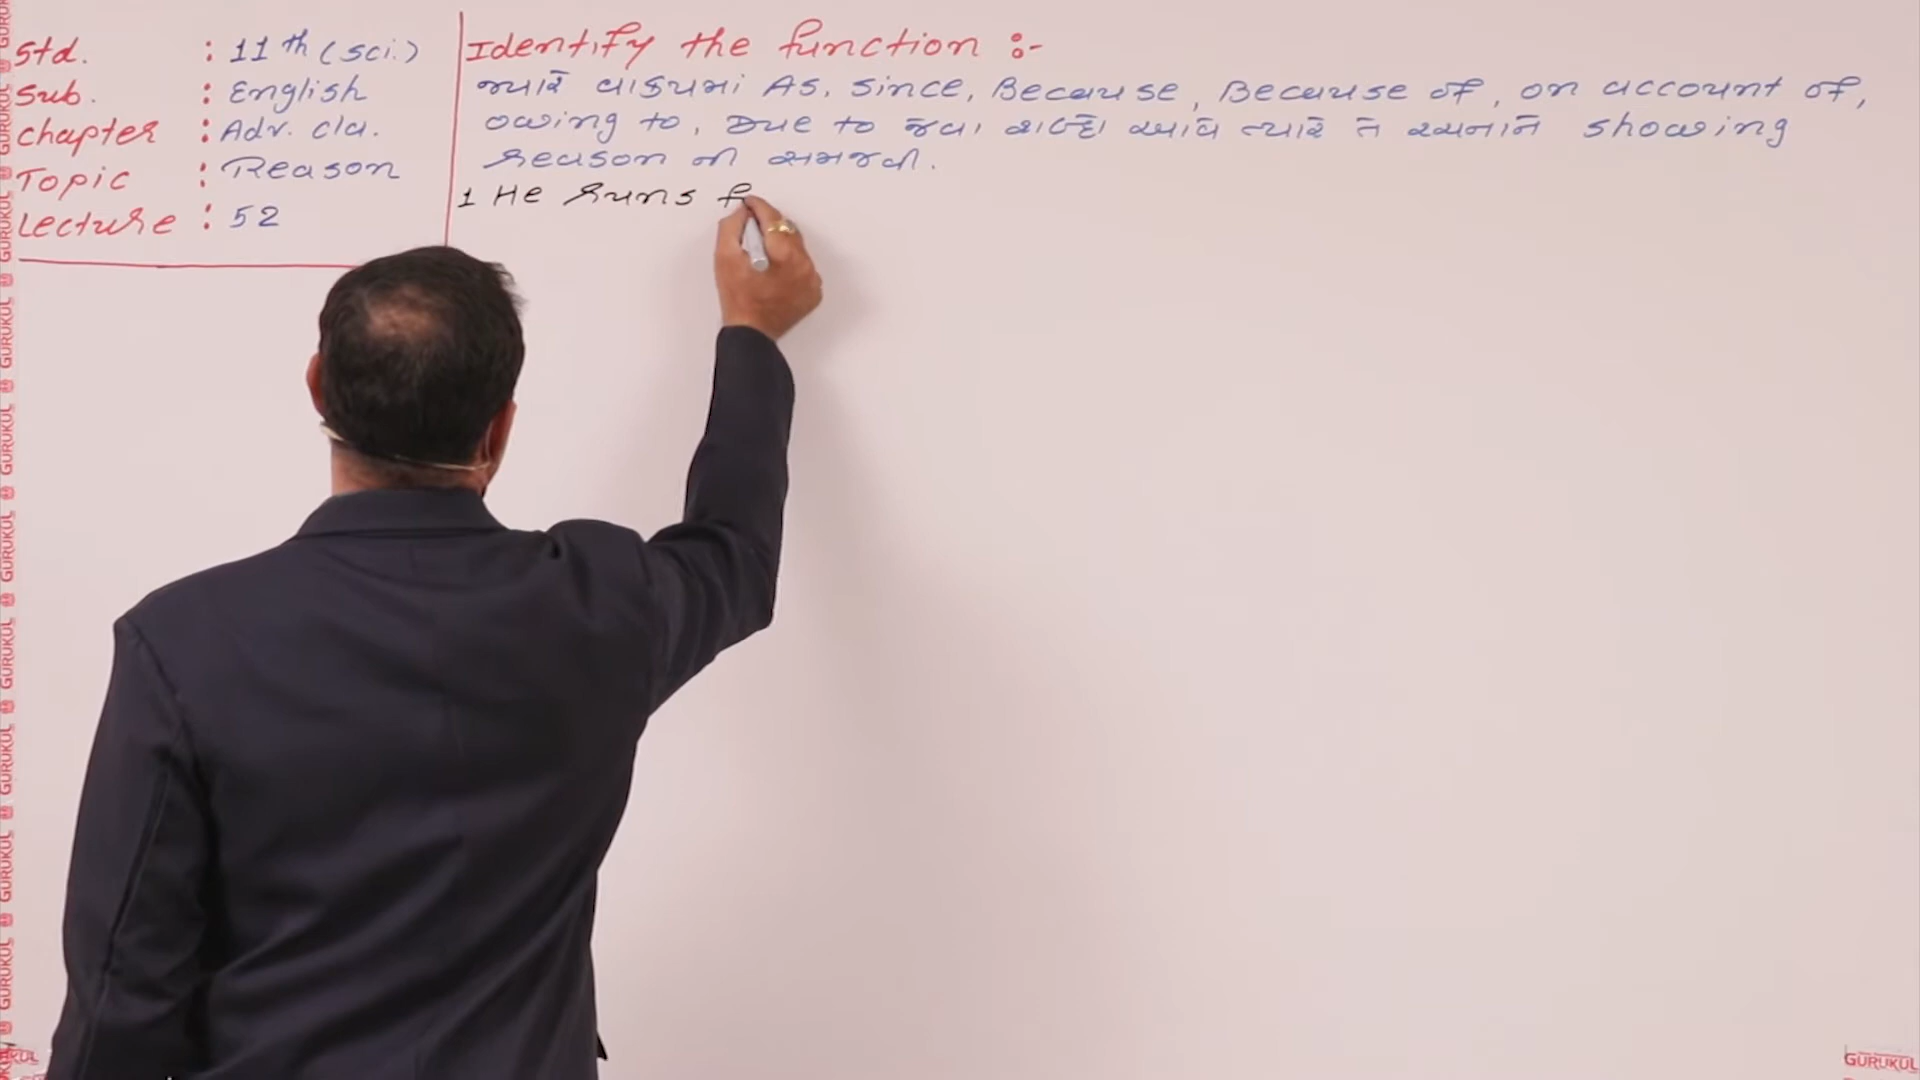 Std. : 11th (sci.)
Sub. : English
chapter : Adv. cla.
Topic : Reason
Lecture : 52
Identify the function :-
જ્યારે વાક્યમાં As, since, Because, Because of, on account of,
owing to, Due to જેવા શબ્દો આવે ત્યારે તે રચનાને showing
reason ની સમજવી.
1 He runs f
GURUKUL